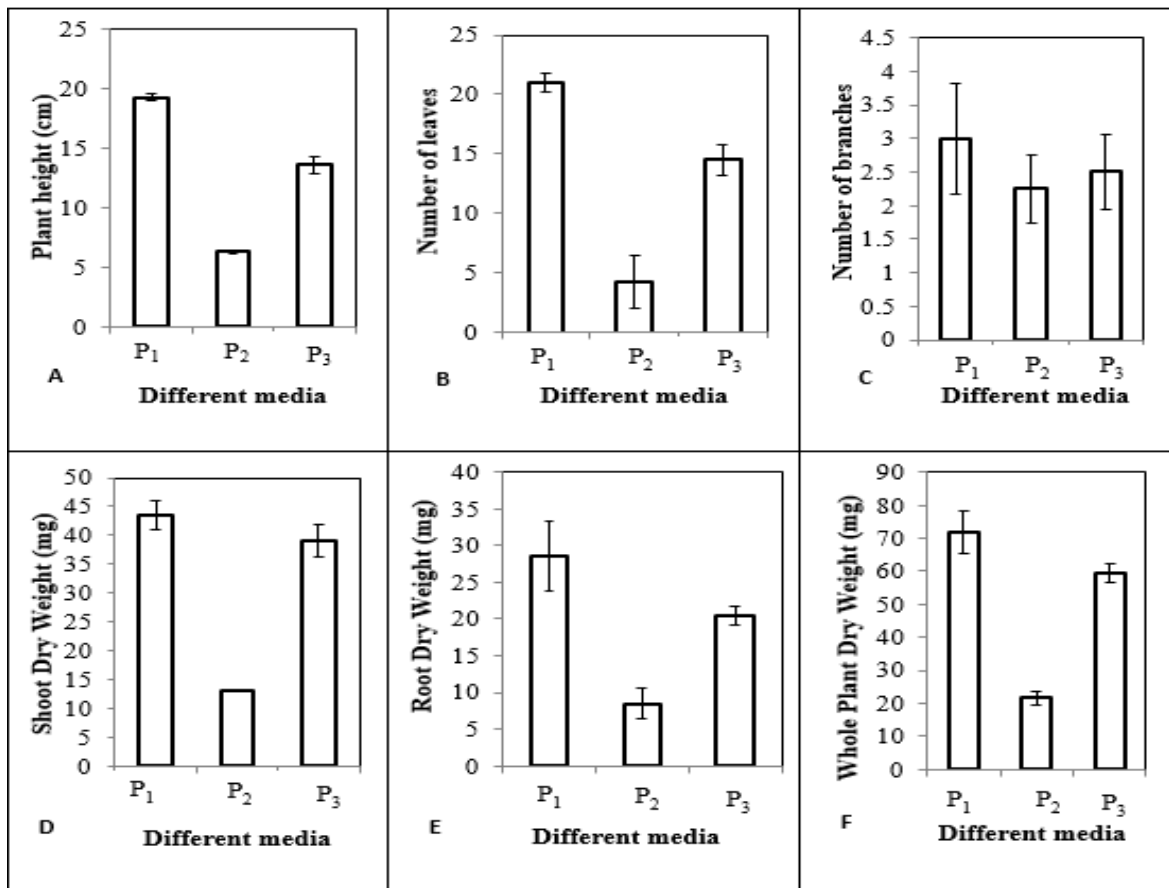 Plant height (cm)
25
20
15
10
5
0
P₁ P₂ P₃
A
Different media
Number of leaves
25
20
15
10
5
0
P₁ P₂ P₃
B
Different media
Number of branches
4.5
4
3.5
3
2.5
2
1.5
1
0.5
0
P₁ P₂ P₃
C
Different media
Shoot Dry Weight (mg)
50
45
40
35
30
25
20
15
10
5
0
P₁ P₂ P₃
D
Different media
Root Dry Weight (mg)
40
35
30
25
20
15
10
5
0
P₁ P₂ P₃
E
Different media
Whole Plant Dry Weight (mg)
90
80
70
60
50
40
30
20
10
0
P₁ P₂ P₃
F
Different media